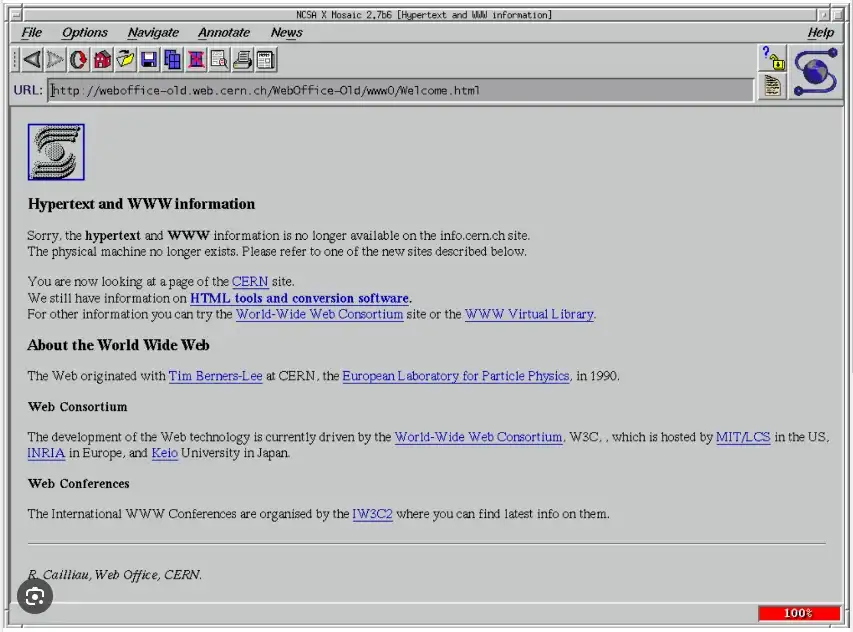 NCSA X Mosaic 2.7b6 [Hypertext and WWW information]
File Options Navigate Annotate News Help
URL: http://weboffice-old.web.cern.ch/WebOffice-Old/www0/Welcome.html
Hypertext and WWW information
Sorry, the hypertext and WWW information is no longer available on the info.cern.ch site.
The physical machine no longer exists. Please refer to one of the new sites described below.
You are now looking at a page of the CERN site.
We still have information on HTML tools and conversion software.
For other information you can try the World-Wide Web Consortium site or the WWW Virtual Library.
About the World Wide Web
The Web originated with Tim Berners-Lee at CERN, the European Laboratory for Particle Physics, in 1990.
Web Consortium
The development of the Web technology is currently driven by the World-Wide Web Consortium, W3C, , which is hosted by MIT/LCS in the US,
INRIA in Europe, and Keio University in Japan.
Web Conferences
The International WWW Conferences are organised by the IW3C2 where you can find latest info on them.
R. Cailliau, Web Office, CERN.
100%